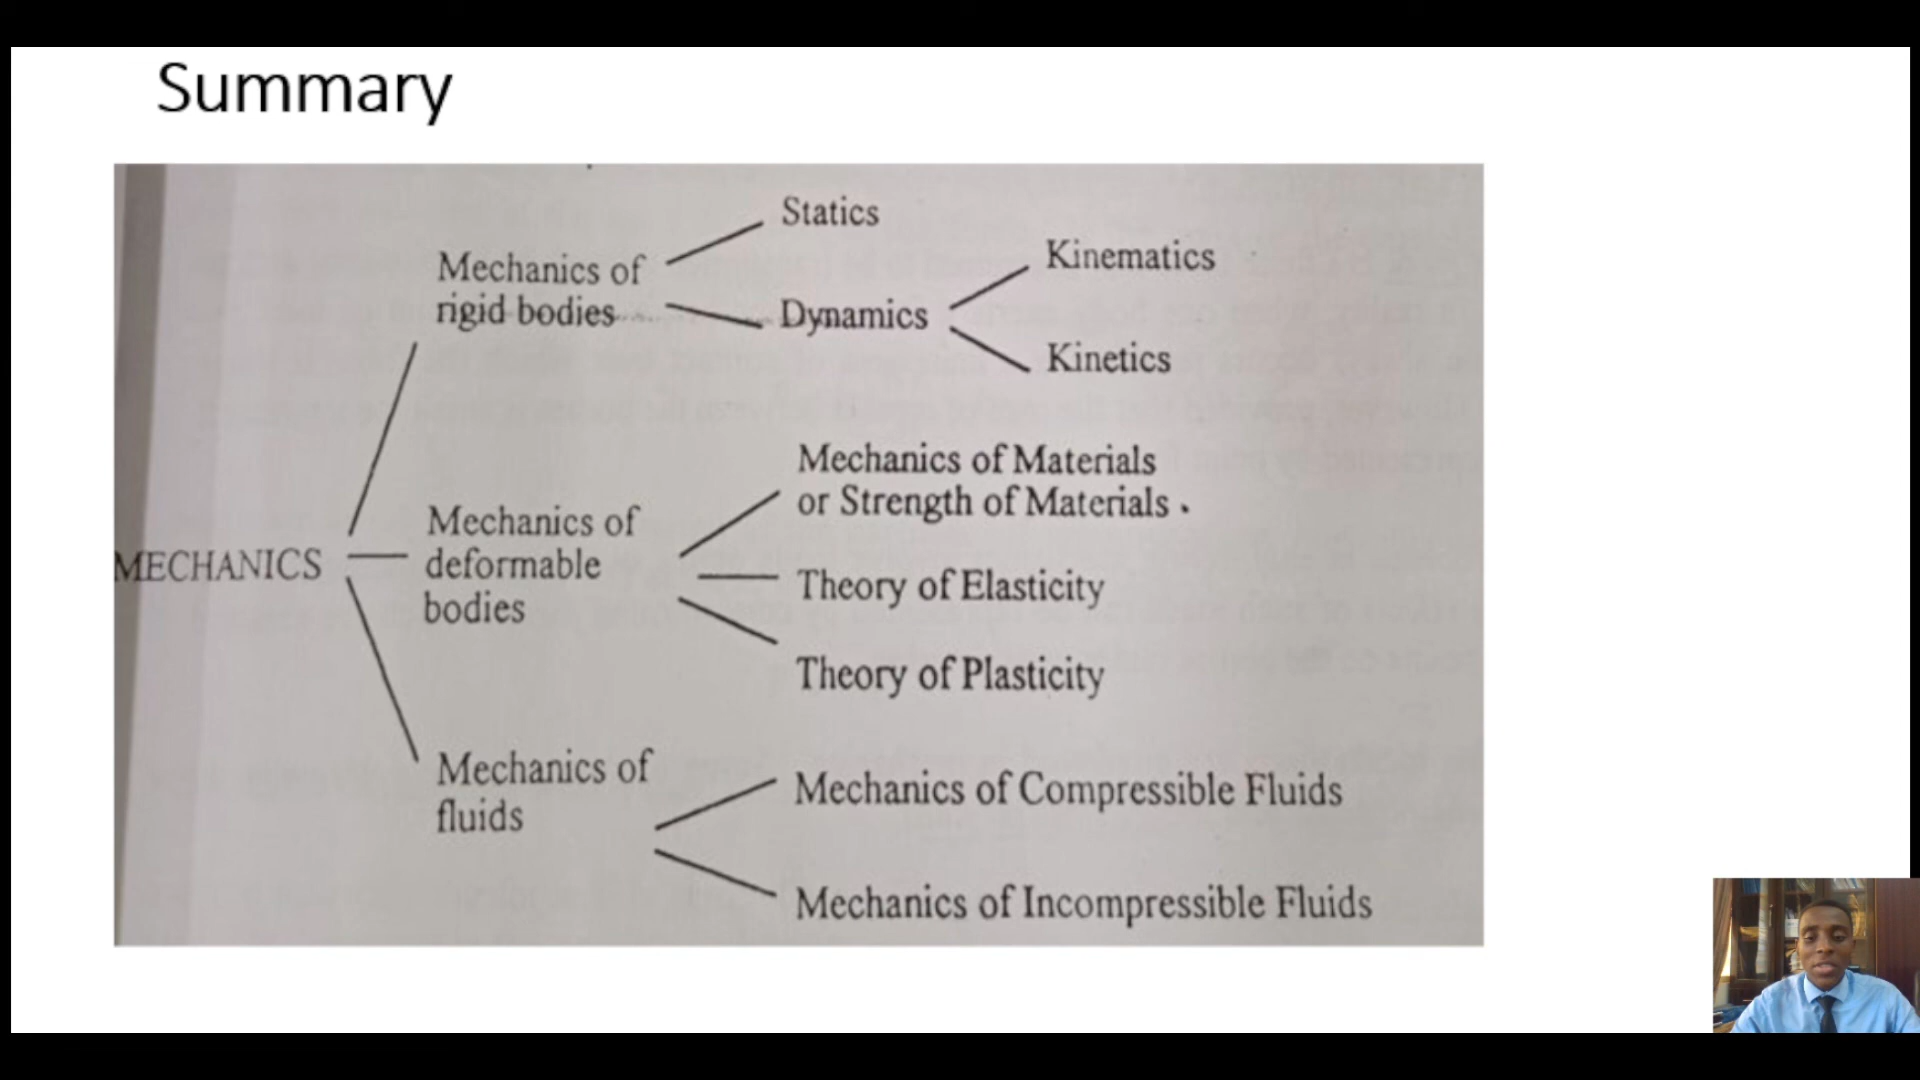 Summary
Statics
Mechanics of
rigid bodies
Kinematics
Dynamics
Kinetics
Mechanics of Materials
or Strength of Materials
Mechanics of
deformable
bodies
MECHANICS
Theory of Elasticity
Theory of Plasticity
Mechanics of
fluids
Mechanics of Compressible Fluids
Mechanics of Incompressible Fluids